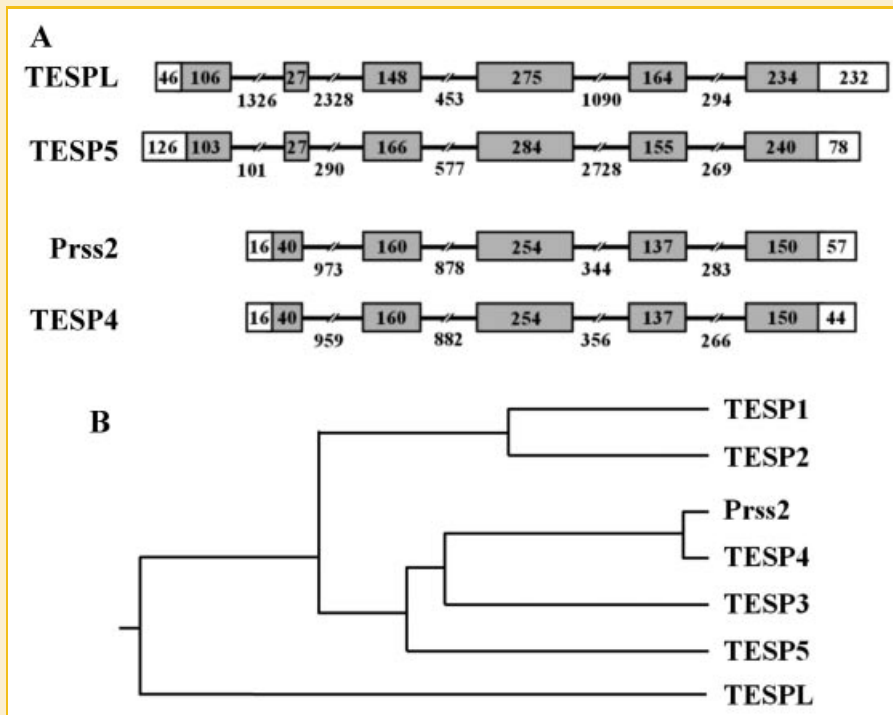 A
TESPL 46 106 27 148 275 164 234 232
1326 2328 453 1090 294
TESP5 126 103 27 166 284 155 240 78
101 290 577 2728 269
Prss2 16 40 160 254 137 150 57
973 878 344 283
TESP4 16 40 160 254 137 150 44
959 882 356 266
B
TESP1
TESP2
Prss2
TESP4
TESP3
TESP5
TESPL